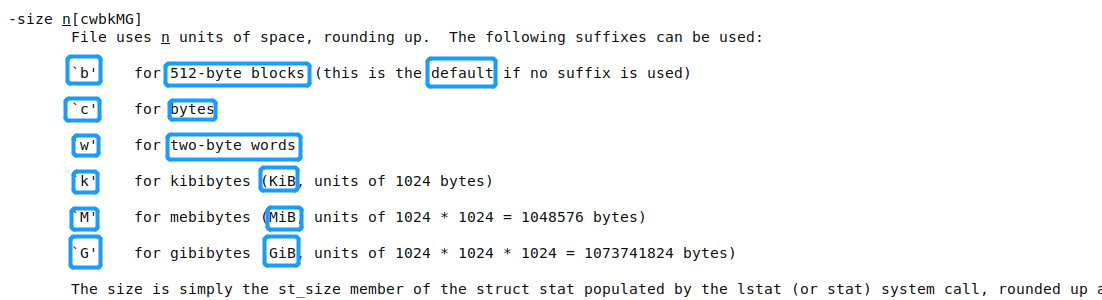 -size n[cwbkMG]
File uses n units of space, rounding up.  The following suffixes can be used:
`b'    for 512-byte blocks (this is the default if no suffix is used)
`c'    for bytes
`w'    for two-byte words
`k'    for kibibytes (KiB, units of 1024 bytes)
`M'    for mebibytes (MiB, units of 1024 * 1024 = 1048576 bytes)
`G'    for gibibytes (GiB, units of 1024 * 1024 * 1024 = 1073741824 bytes)
The size is simply the st_size member of the struct stat populated by the lstat (or stat) system call, rounded up a